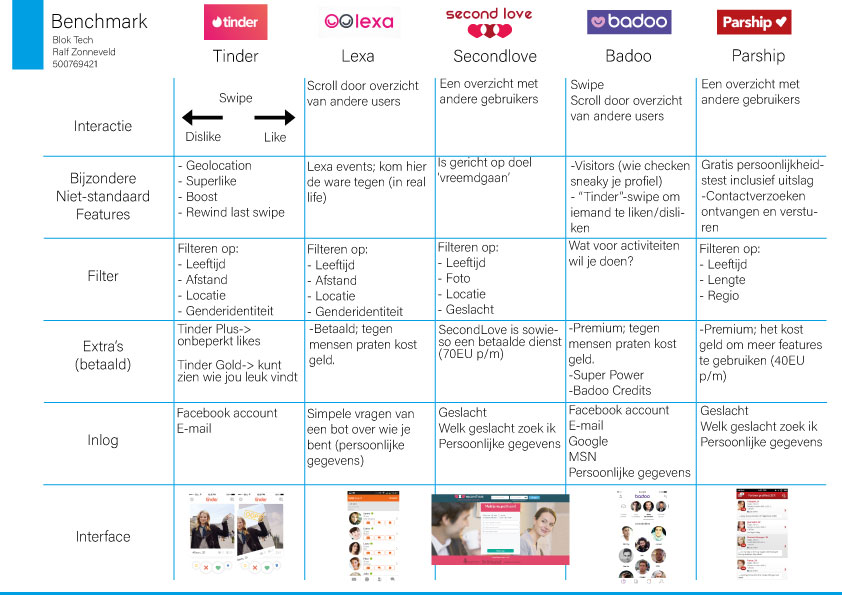 Benchmark
Blok Tech
Ralf Zonneveld
500769421
tinder
lexa
second love
badoo
Parship
Tinder
Lexa
Secondlove
Badoo
Parship
Interactie
Swipe
Dislike
Like
Scroll door overzicht
van andere users
Een overzicht met
andere gebruikers
Swipe
Scroll door overzicht
van andere users
Een overzicht met
andere gebruikers
Bijzondere
Niet-standaard
Features
- Geolocation
- Superlike
- Boost
- Rewind last swipe
Lexa events; kom hier
de ware tegen (in real
life)
Is gericht op doel
'vreemdgaan'
-Visitors (wie checken
sneaky je profiel)
- "Tinder"-swipe om
iemand te liken/disli-
ken
Gratis persoonlijkheid-
stest inclusief uitslag
-Contactverzoeken
ontvangen en verstu-
ren
Filter
Filteren op:
- Leeftijd
- Afstand
- Locatie
- Genderidentiteit
Filteren op:
- Leeftijd
- Afstand
- Locatie
- Genderidentiteit
Filteren op:
- Leeftijd
- Foto
- Locatie
- Geslacht
Wat voor activiteiten
wil je doen?
Filteren op:
- Leeftijd
- Lengte
- Regio
Extra's
(betaald)
Tinder Plus->
onbeperkt likes
Tinder Gold-> kunt
zien wie jou leuk vindt
-Betaald; tegen
mensen praten kost
geld.
SecondLove is sowie-
so een betaalde dienst
(70EU p/m)
-Premium; tegen
mensen praten kost
geld.
-Super Power
-Badoo Credits
-Premium; het kost
geld om meer features
te gebruiken (40EU
p/m)
Inlog
Facebook account
E-mail
Simpele vragen van
een bot over wie je
bent (persoonlijke
gegevens)
Geslacht
Welk geslacht zoek ik
Persoonlijke gegevens
Facebook account
E-mail
Google
MSN
Persoonlijke gegevens
Geslacht
Welk geslacht zoek ik
Persoonlijke gegevens
Interface
tinder
tinder
badoo